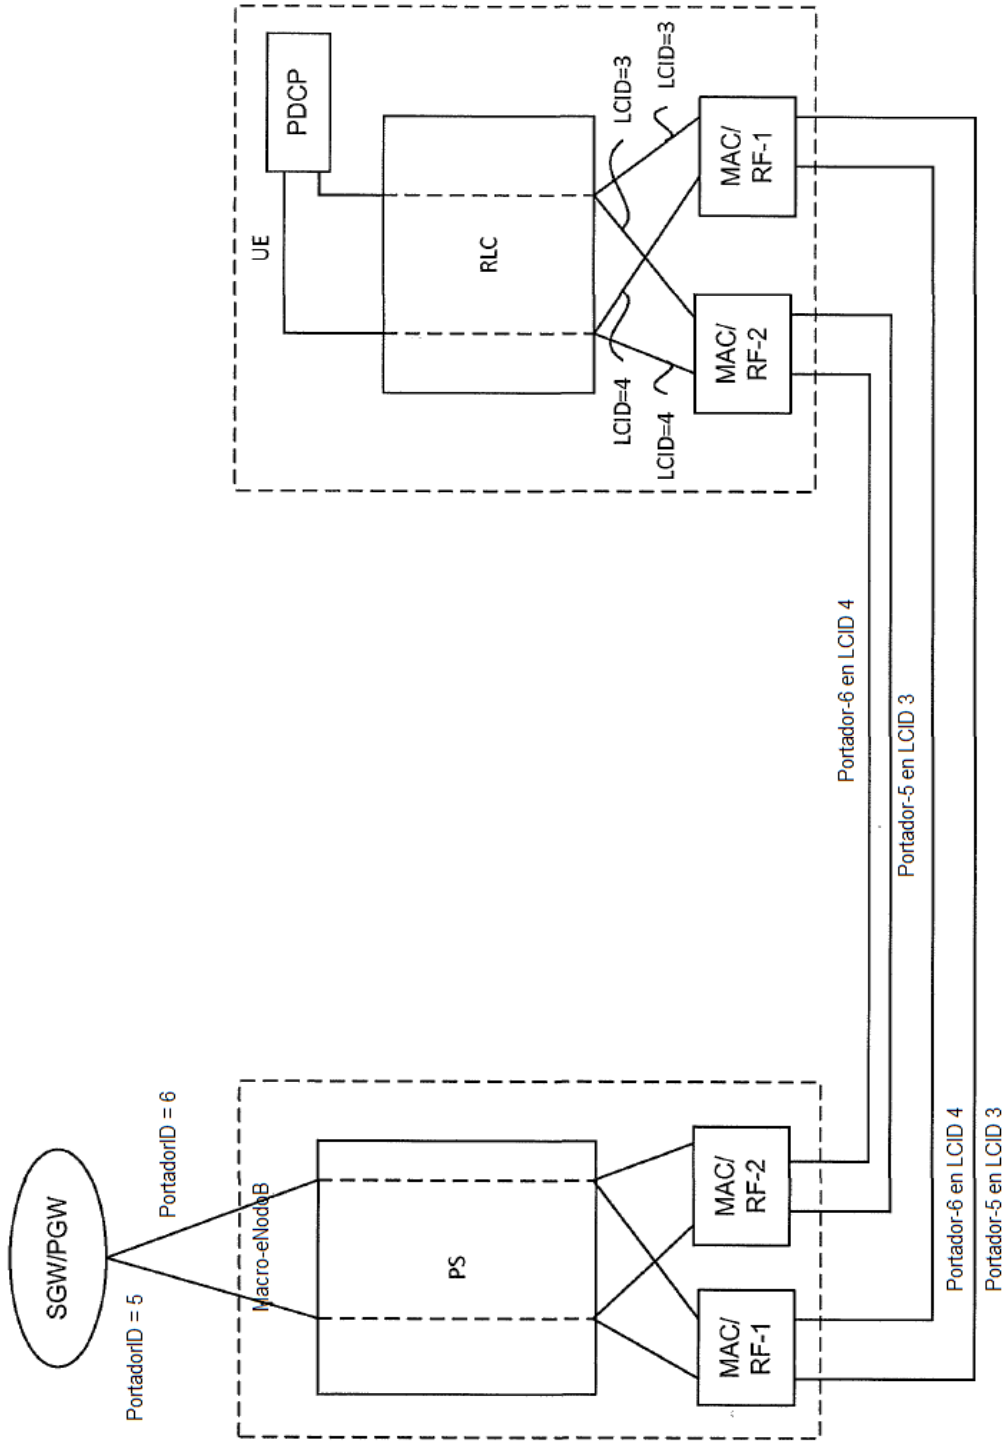 SGW/PGW
PortadorID = 5
PortadorID = 6
Macro-eNodoB
PS
MAC/
RF-1
MAC/
RF-2
UE
PDCP
RLC
LCID=4
LCID=4
LCID=3
LCID=3
MAC/
RF-2
MAC/
RF-1
Portador-6 en LCID 4
Portador-5 en LCID 3
Portador-6 en LCID 4
Portador-5 en LCID 3